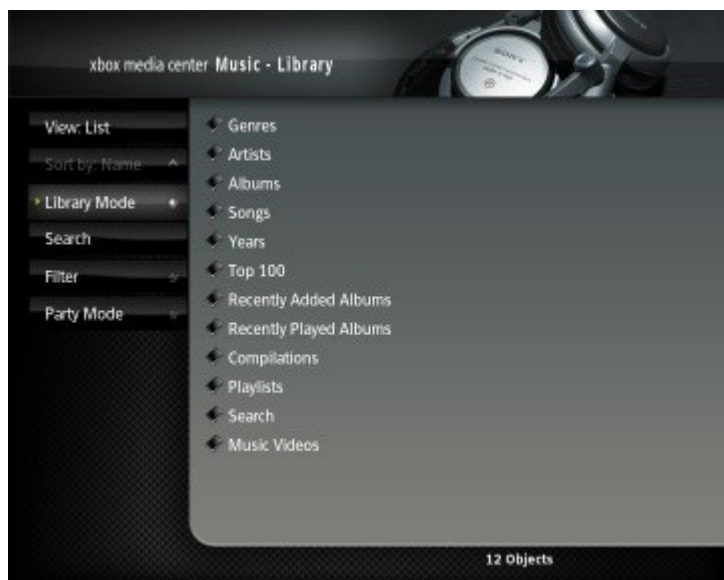 xbox media center Music - Library
SONY
View: List
Sort by: Name
Library Mode
Search
Filter
Party Mode
Genres
Artists
Albums
Songs
Years
Top 100
Recently Added Albums
Recently Played Albums
Compilations
Playlists
Search
Music Videos
12 Objects